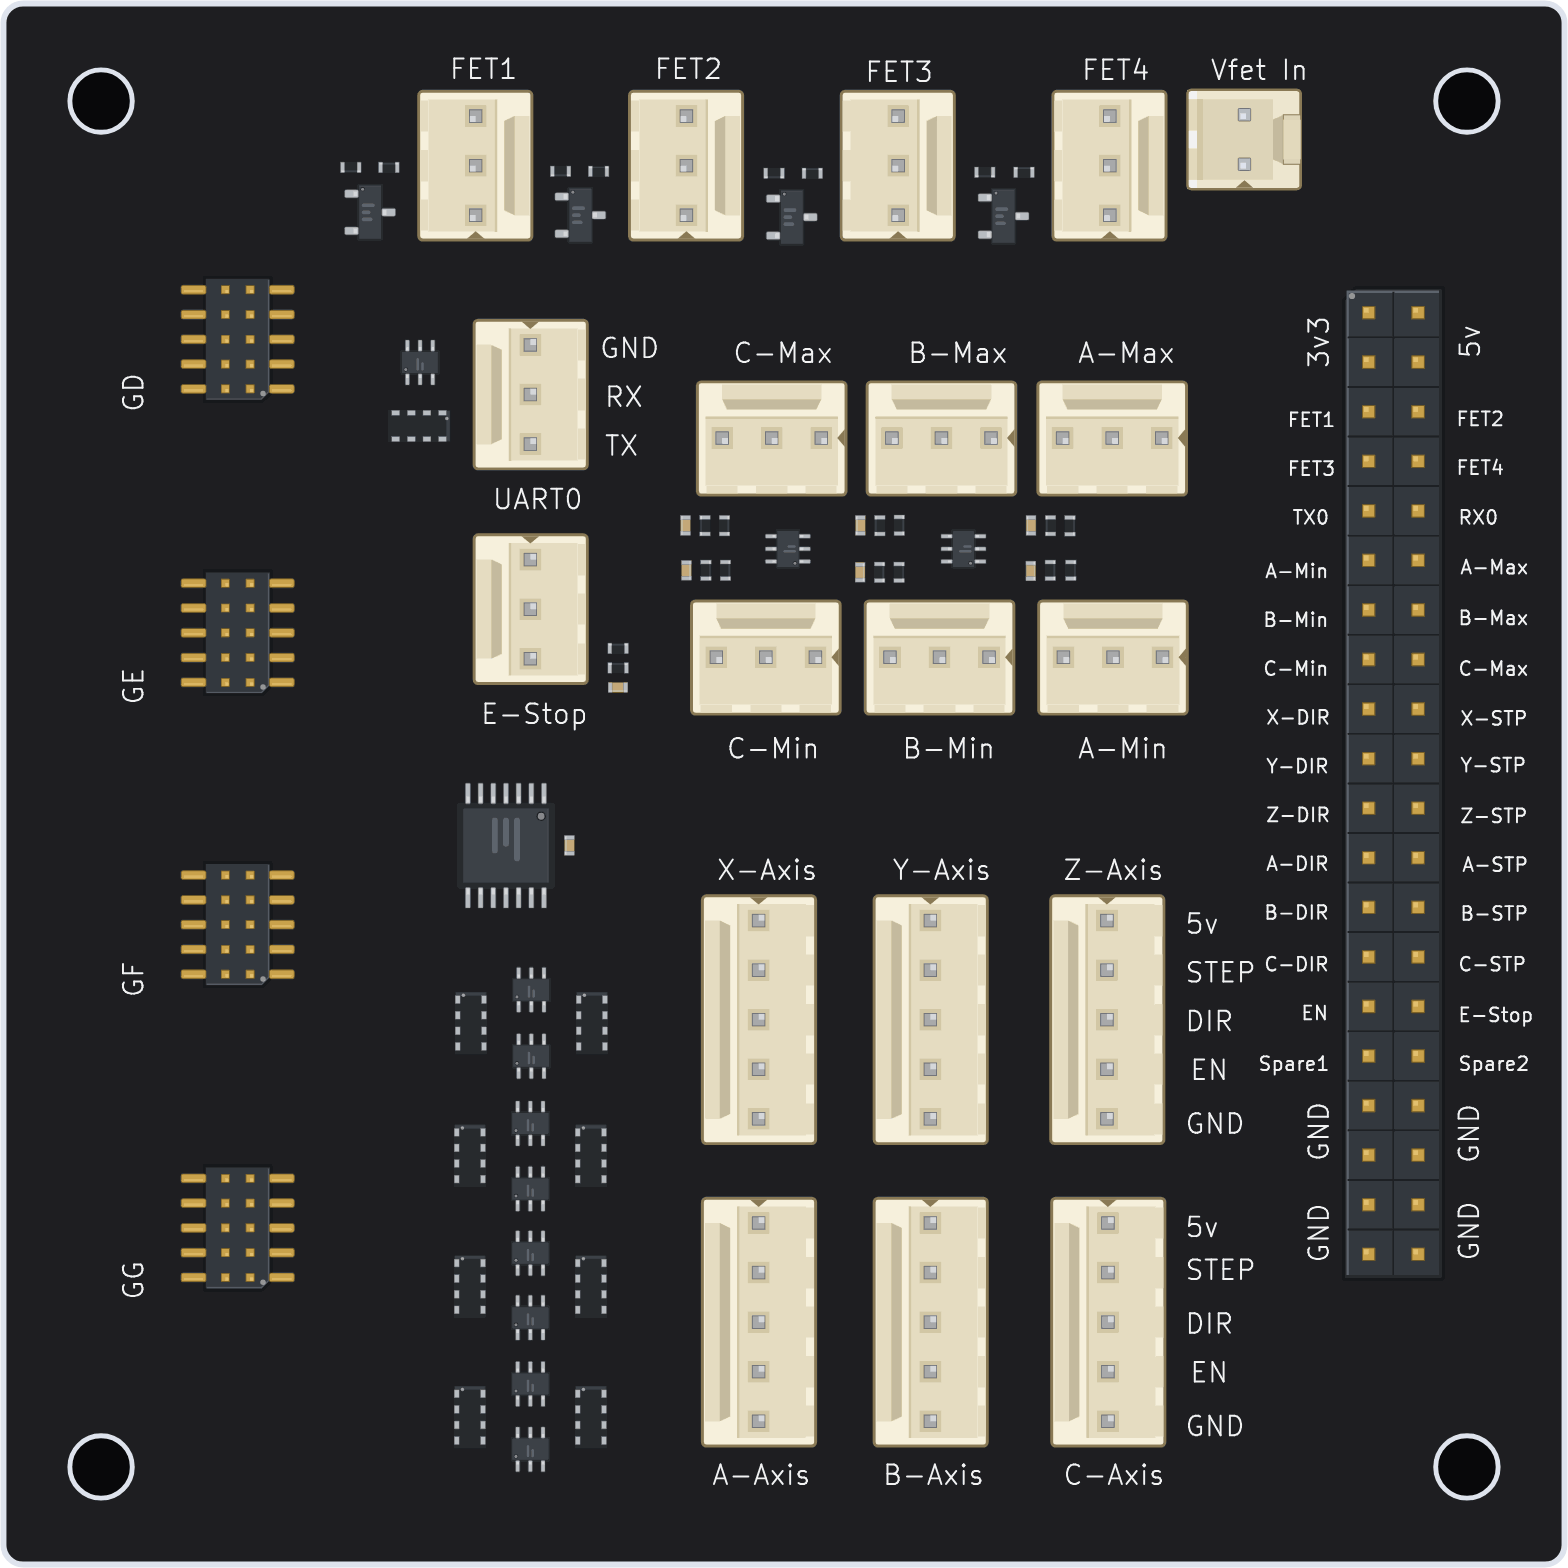 FET1
FET2
FET3
FET4
Vfet In
GD
GE
GF
GG
GND
RX
TX
UART0
E-Stop
C-Max
B-Max
A-Max
C-Min
B-Min
A-Min
X-Axis
Y-Axis
Z-Axis
5v
STEP
DIR
EN
GND
5v
STEP
DIR
EN
GND
A-Axis
B-Axis
C-Axis
3v3
5v
FET1
FET2
FET3
FET4
TX0
RX0
A-Min
A-Max
B-Min
B-Max
C-Min
C-Max
X-DIR
X-STP
Y-DIR
Y-STP
Z-DIR
Z-STP
A-DIR
A-STP
B-DIR
B-STP
C-DIR
C-STP
EN
E-Stop
Spare1
Spare2
GND
GND
GND
GND